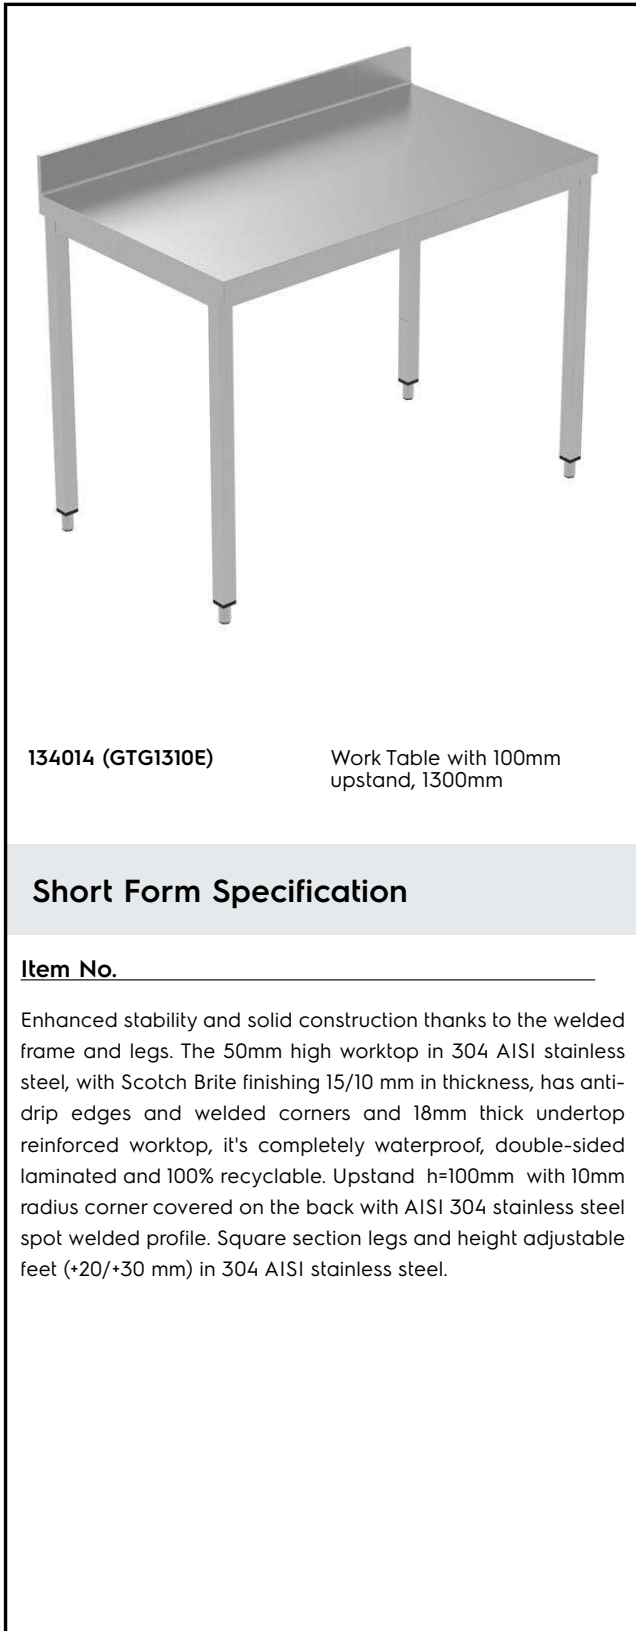 134014 (GTG1310E)
Work Table with 100mm
upstand, 1300mm
Short Form Specification
Item No.
Enhanced stability and solid construction thanks to the welded
frame and legs. The 50mm high worktop in 304 AISI stainless
steel, with Scotch Brite finishing 15/10 mm in thickness, has anti-
drip edges and welded corners and 18mm thick undertop
reinforced worktop, it's completely waterproof, double-sided
laminated and 100% recyclable. Upstand h=100mm with 10mm
radius corner covered on the back with AISI 304 stainless steel
spot welded profile. Square section legs and height adjustable
feet (+20/+30 mm) in 304 AISI stainless steel.